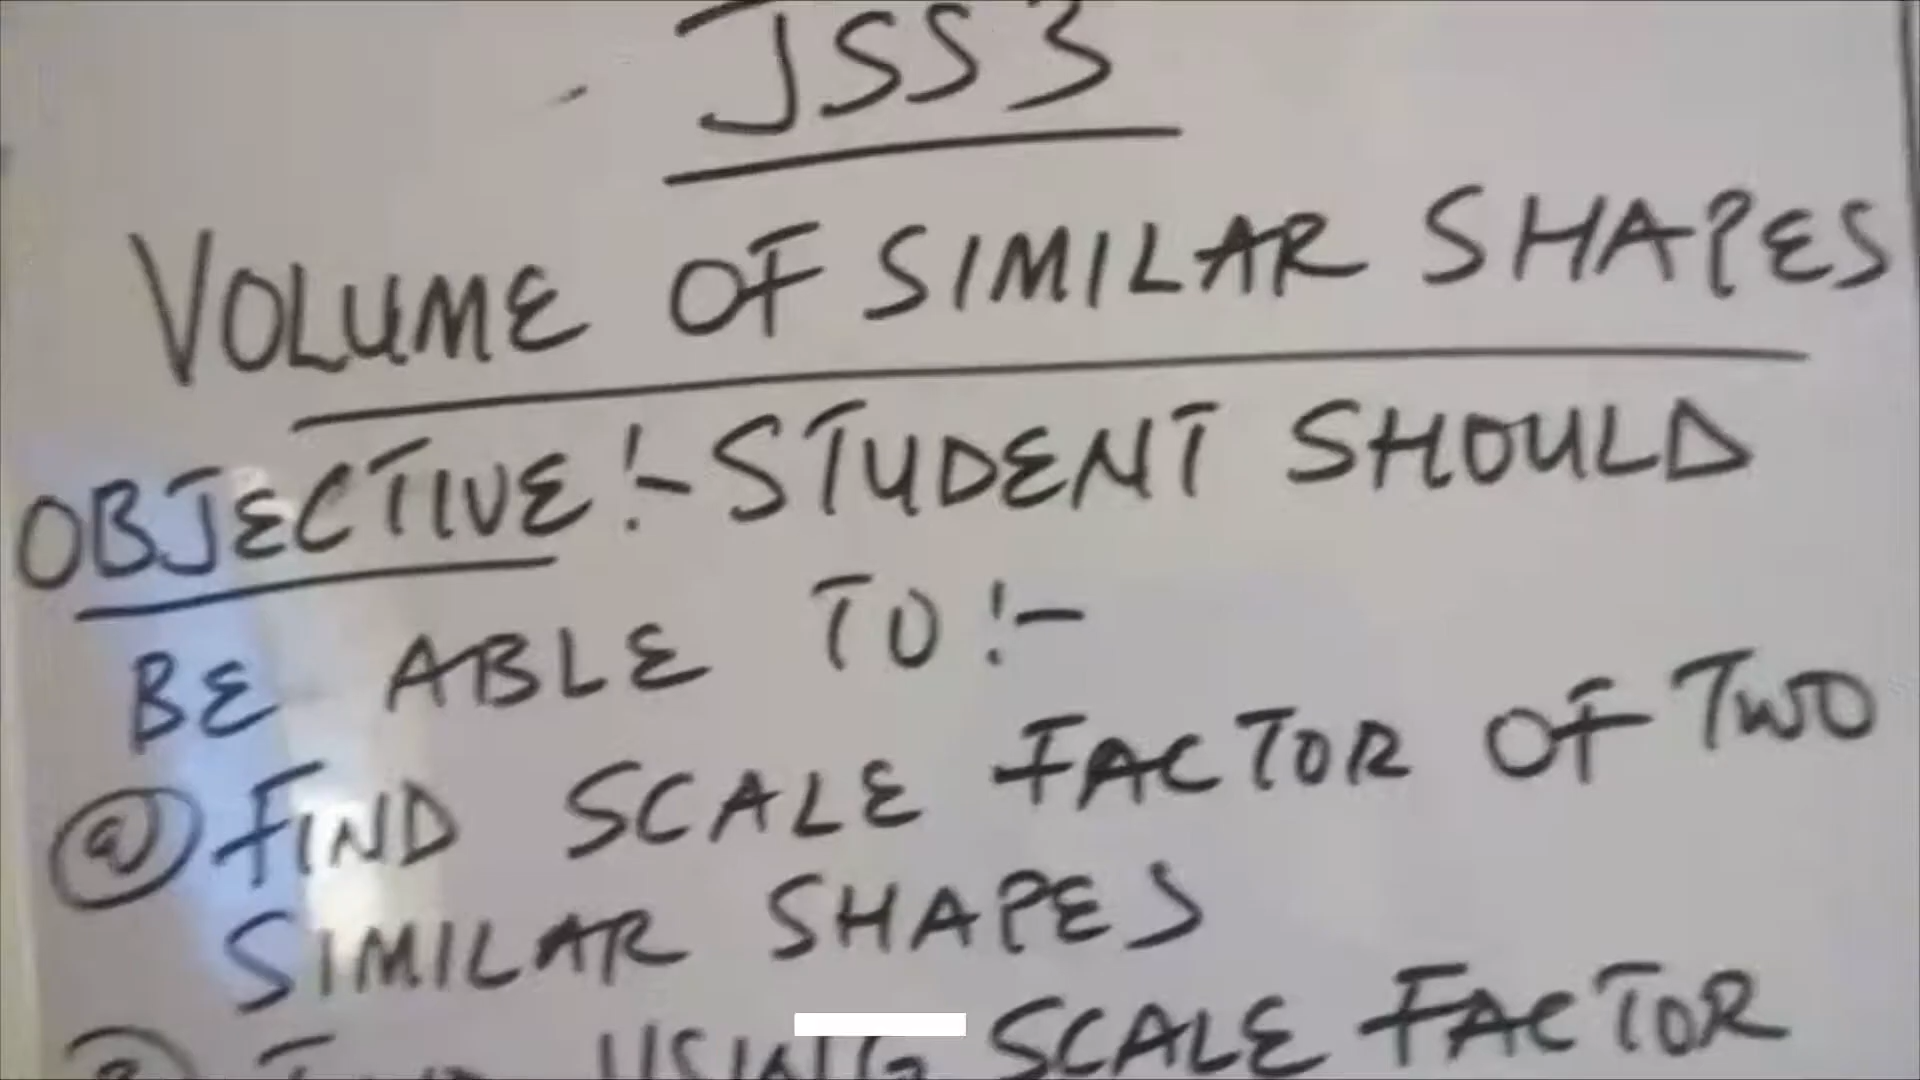 JSS3
VOLUME OF SIMILAR SHAPES
OBJECTIVE:- STUDENT SHOULD
BE ABLE TO:-
(a) FIND SCALE FACTOR OF TWO
SIMILAR SHAPES
USING SCALE FACTOR